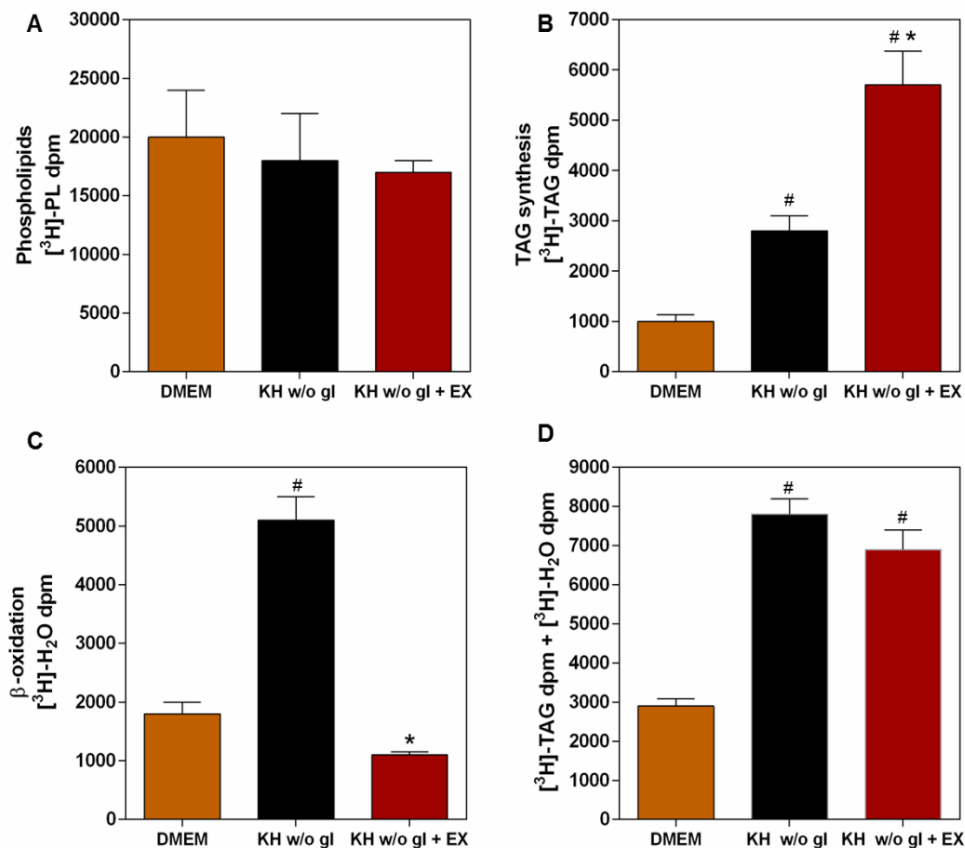 A
Phospholipids
[³H]-PL dpm
30000
25000
20000
15000
10000
5000
0
DMEM KH w/o gl KH w/o gl + EX
B
TAG synthesis
[³H]-TAG dpm
7000
6000
5000
4000
3000
2000
1000
0
#
# *
DMEM KH w/o gl KH w/o gl + EX
C
β-oxidation
[³H]-H₂O dpm
6000
5000
4000
3000
2000
1000
0
#
*
DMEM KH w/o gl KH w/o gl + EX
D
[³H]-TAG dpm + [³H]-H₂O dpm
9000
8000
7000
6000
5000
4000
3000
2000
1000
0
#
#
DMEM KH w/o gl KH w/o gl + EX